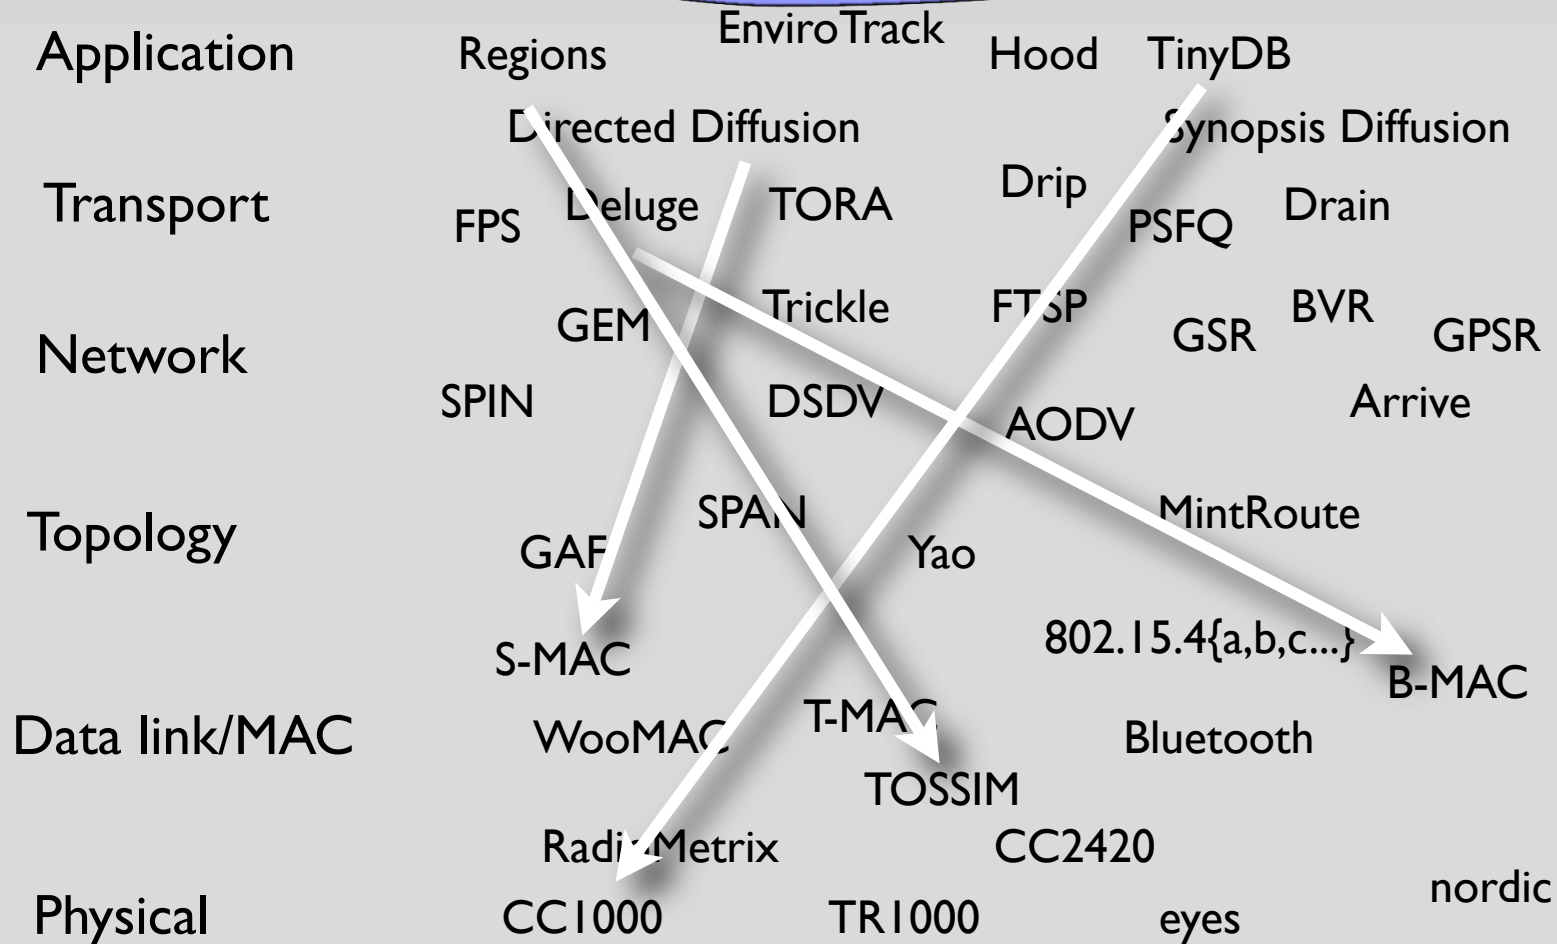 EnviroTrack
Application Regions Hood TinyDB
Directed Diffusion Synopsis Diffusion
Drip
Transport Deluge TORA Drain
FPS PSFQ
Trickle FTSP BVR
GEM GSR GPSR
Network
SPIN DSDV Arrive
AODV
SPAN MintRoute
Topology
GAF Yao
802.15.4{a,b,c...}
S-MAC B-MAC
T-MAC
Data link/MAC WooMAC Bluetooth
TOSSIM
RadioMetrix CC2420
nordic
Physical CC1000 TR1000 eyes